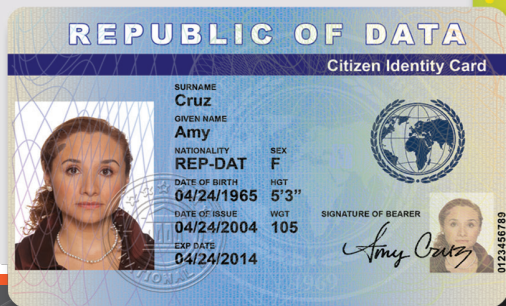 REPUBLIC OF DATA
Citizen Identity Card
SURNAME
Cruz
GIVEN NAME
Amy
NATIONALITY SEX
REP-DAT F
DATE OF BIRTH HGT
04/24/1965 5'3"
DATE OF ISSUE WGT SIGNATURE OF BEARER
04/24/2004 105 Amy Cruz
EXP DATE
04/24/2014
0123456789